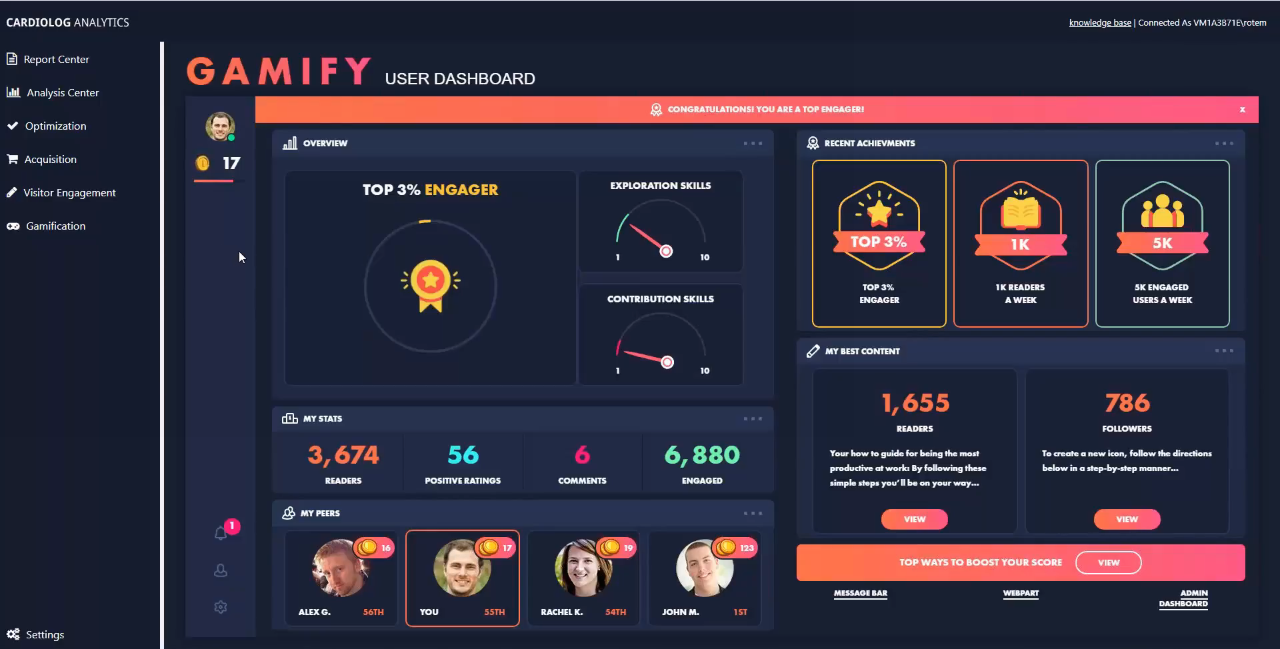 CARDIOLOG ANALYTICS
knowledge base | Connected As VM1A3B71E\rotem
Report Center
Analysis Center
Optimization
Acquisition
Visitor Engagement
Gamification
Settings
GAMIFY USER DASHBOARD
CONGRATULATIONS! YOU ARE A TOP ENGAGER!
x
17
1
OVERVIEW
TOP 3% ENGAGER
EXPLORATION SKILLS
1 10
CONTRIBUTION SKILLS
1 10
MY STATS
3,674 56 6 6,880
READERS POSITIVE RATINGS COMMENTS ENGAGED
MY PEERS
16 17 19 123
ALEX G. 56TH YOU 55TH RACHEL K. 54TH JOHN M. 1ST
RECENT ACHIEVMENTS
TOP 3% 1K 5K
TOP 3%
ENGAGER
1K READERS
A WEEK
5K ENGAGED
USERS A WEEK
MY BEST CONTENT
1,655
READERS
Your how to guide for being the most
productive at work: By following these
simple steps you'll be on your way...
VIEW
786
FOLLOWERS
To create a new icon, follow the directions
below in a step-by-step manner...
VIEW
TOP WAYS TO BOOST YOUR SCORE VIEW
MESSAGE BAR
WEBPART
ADMIN
DASHBOARD